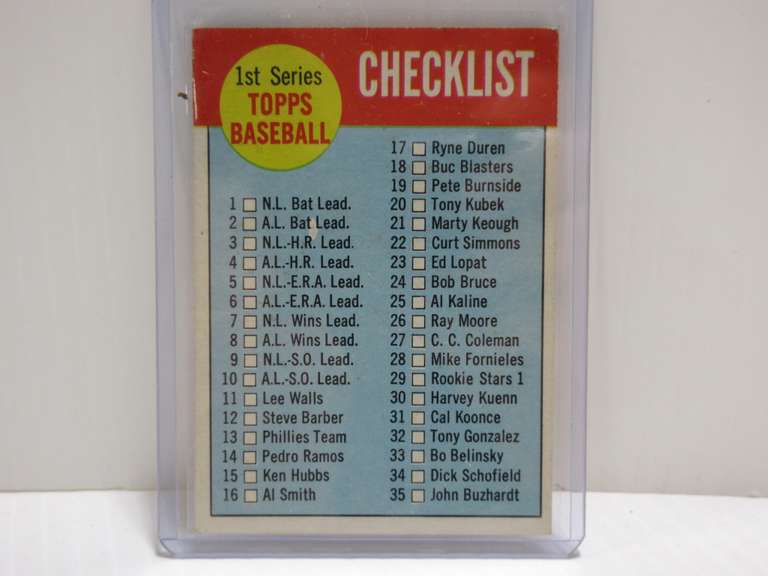 1st Series
TOPPS
BASEBALL
CHECKLIST
1 N.L. Bat Lead.
2 A.L. Bat Lead.
3 N.L.-H.R. Lead.
4 A.L.-H.R. Lead.
5 N.L.-E.R.A. Lead.
6 A.L.-E.R.A. Lead.
7 N.L. Wins Lead.
8 A.L. Wins Lead.
9 N.L.-S.O. Lead.
10 A.L.-S.O. Lead.
11 Lee Walls
12 Steve Barber
13 Phillies Team
14 Pedro Ramos
15 Ken Hubbs
16 Al Smith
17 Ryne Duren
18 Buc Blasters
19 Pete Burnside
20 Tony Kubek
21 Marty Keough
22 Curt Simmons
23 Ed Lopat
24 Bob Bruce
25 Al Kaline
26 Ray Moore
27 C. C. Coleman
28 Mike Fornieles
29 Rookie Stars 1
30 Harvey Kuenn
31 Cal Koonce
32 Tony Gonzalez
33 Bo Belinsky
34 Dick Schofield
35 John Buzhardt